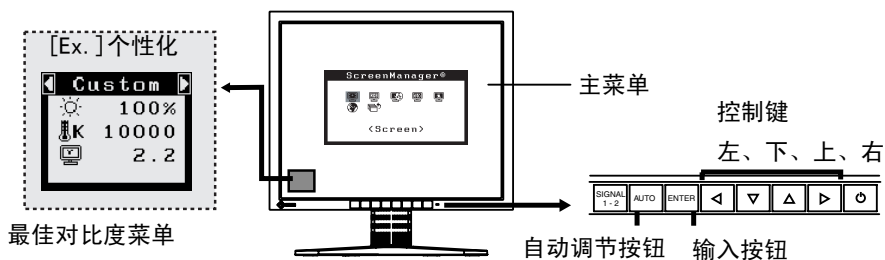 [Ex.]个性化
Custom
100%
K 10000
2.2
最佳对比度菜单
ScreenManager®
<Screen>
主菜单
控制键
左、下、上、右
SIGNAL
1 - 2
AUTO
ENTER
自动调节按钮
输入按钮